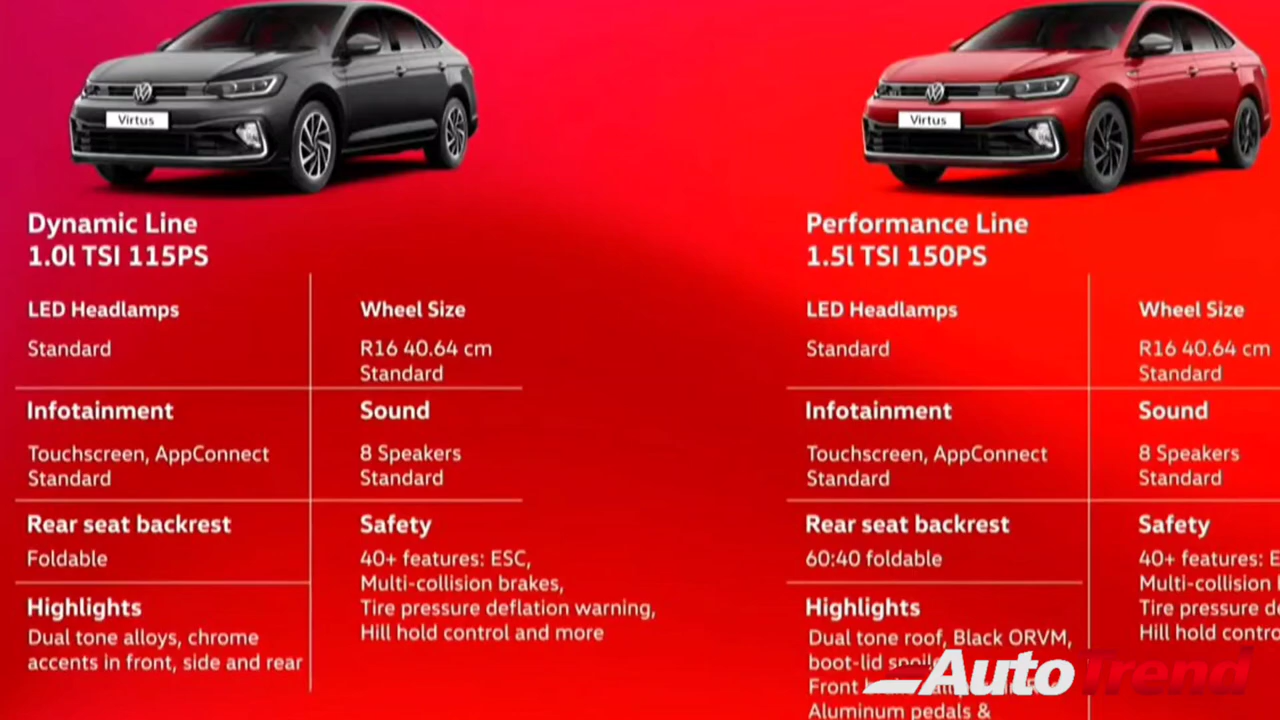 Virtus
Dynamic Line
1.0l TSI 115PS
LED Headlamps
Standard
Wheel Size
R16 40.64 cm
Standard
Infotainment
Touchscreen, AppConnect
Standard
Sound
8 Speakers
Standard
Rear seat backrest
Foldable
Safety
40+ features: ESC,
Multi-collision brakes,
Tire pressure deflation warning,
Hill hold control and more
Highlights
Dual tone alloys, chrome
accents in front, side and rear
Virtus
Performance Line
1.5l TSI 150PS
LED Headlamps
Standard
Wheel Size
R16 40.64 cm
Standard
Infotainment
Touchscreen, AppConnect
Standard
Sound
8 Speakers
Standard
Rear seat backrest
60:40 foldable
Safety
40+ features:
Multi-collision
Tire pressure
Hill hold
Highlights
Dual tone roof, Black ORVM,
boot-lid
Front
Aluminum pedals &
AutoTrend